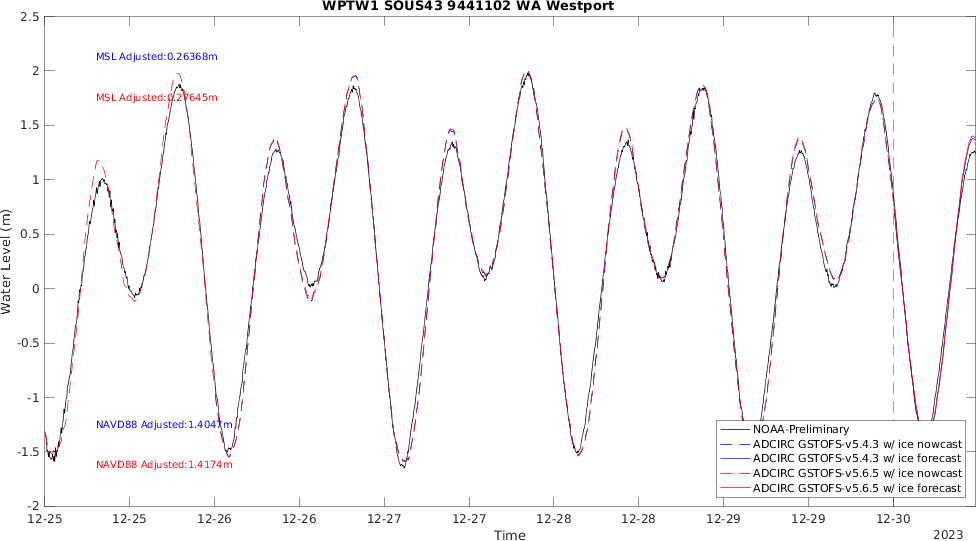 WPTW1 SOUS43 9441102 WA Westport
2.5
2
1.5
1
0.5
0
-0.5
-1
-1.5
-2
Water Level (m)
MSL Adjusted:0.26368m
MSL Adjusted:0.27645m
NAVD88 Adjusted:1.4047m
NAVD88 Adjusted:1.4174m
NOAA-Preliminary
ADCIRC GSTOFS-v5.4.3 w/ ice nowcast
ADCIRC GSTOFS-v5.4.3 w/ ice forecast
ADCIRC GSTOFS-v5.6.5 w/ ice nowcast
ADCIRC GSTOFS-v5.6.5 w/ ice forecast
12-25 12-25 12-26 12-26 12-27 12-27 12-28 12-28 12-29 12-29 12-30
Time
2023